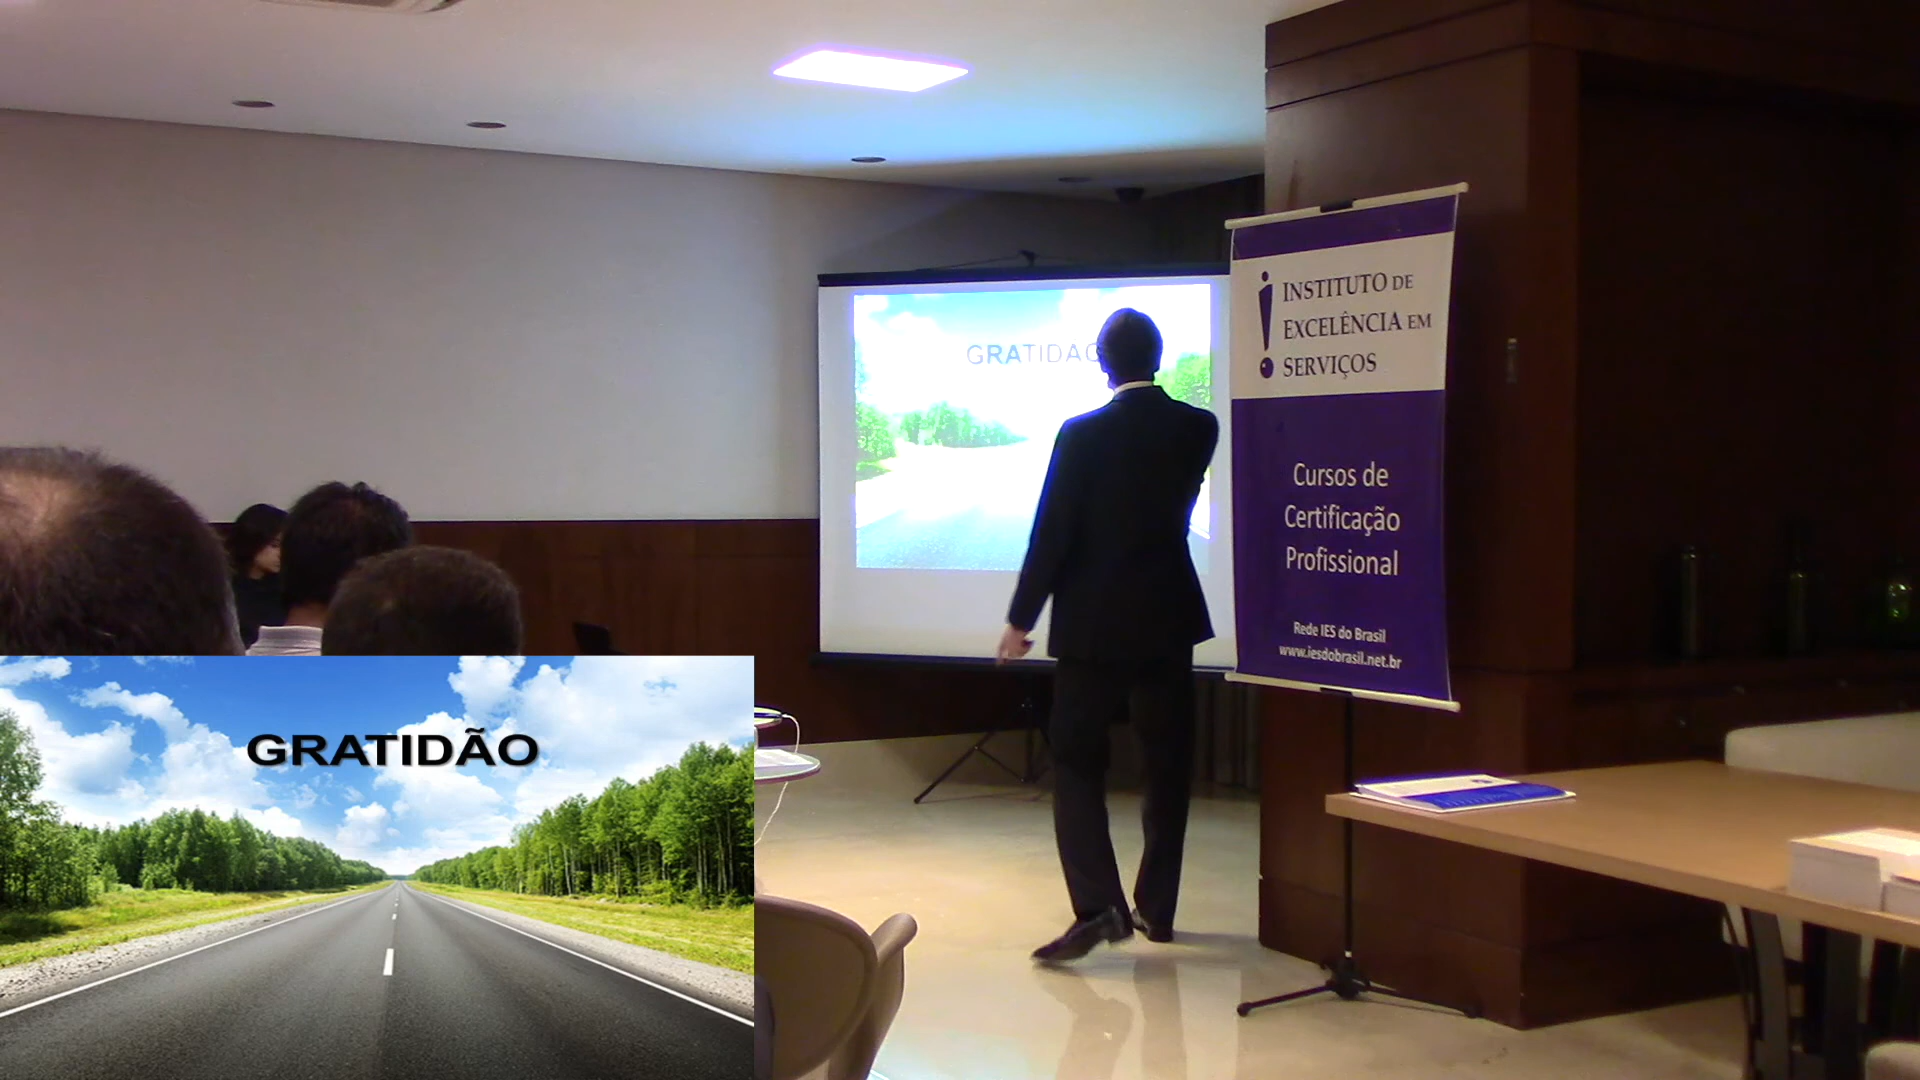 GRATIDÃO
INSTITUTO DE
EXCELÊNCIA EM
SERVIÇOS
Cursos de
Certificação
Profissional
Rede IES do Brasil
www.iesdobrasil.net.br
GRATIDÃO